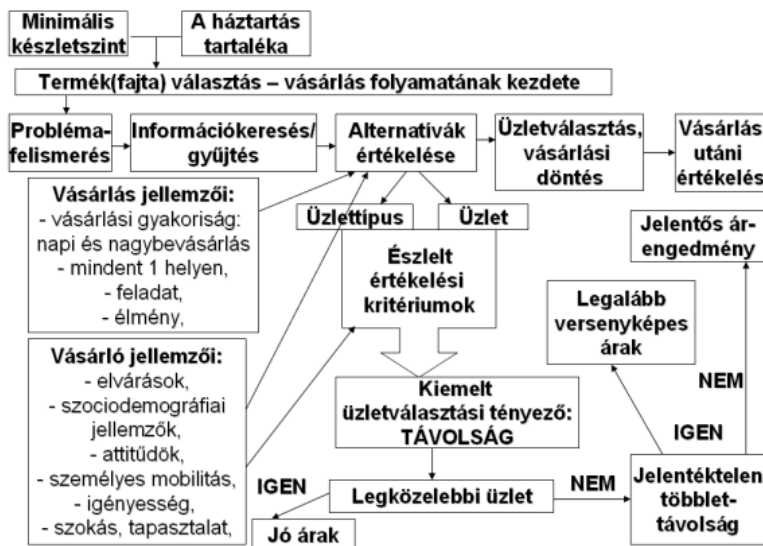 Minimális
készletszint
A háztartás
tartaléka
Termék(fajta) választás – vásárlás folyamatának kezdete
Probléma-
felismerés
Információkeresés/
gyűjtés
Alternatívák
értékelése
Üzletválasztás,
vásárlási
döntés
Vásárlás
utáni
értékelés
Vásárlás jellemzői:
- vásárlási gyakoriság:
napi és nagybevásárlás
- mindent 1 helyen,
- feladat,
- élmény,
Üzlettípus
Üzlet
Észlelt
értékelési
kritériumok
Jelentős ár-
engedmény
Legalább
versenyképes
árak
Vásárló jellemzői:
- elvárások,
- szociodemográfiai
jellemzők,
- attitűdök,
- személyes mobilitás,
- igényesség,
- szokás, tapasztalat,
Kiemelt
üzletválasztási tényező:
TÁVOLSÁG
NEM
IGEN
IGEN
Legközelebbi üzlet
NEM
Jelentéktelen
többlet-
távolság
Jó árak